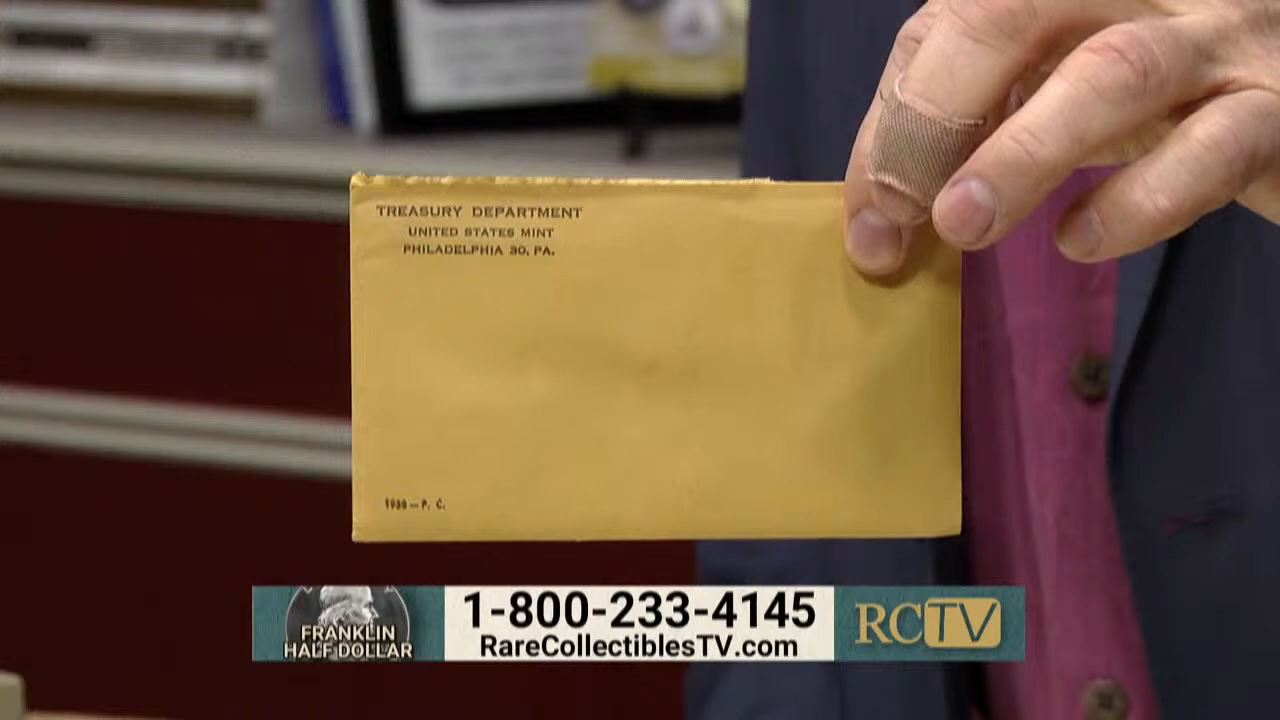 TREASURY DEPARTMENT
UNITED STATES MINT
PHILADELPHIA 30, PA.
P. C.
FRANKLIN
HALF DOLLAR
1-800-233-4145
RareCollectiblesTV.com
RCTV